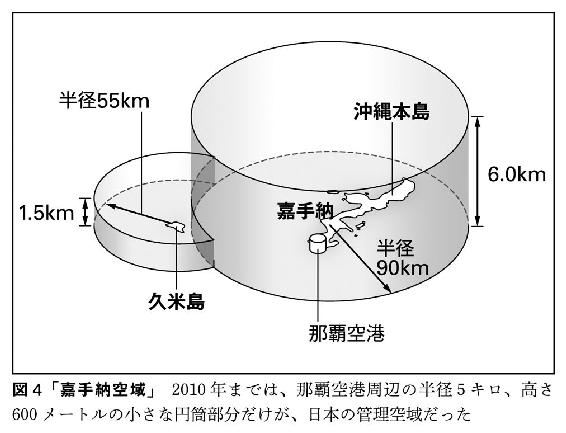 半径55km
沖縄本島
6.0km
1.5km
嘉手納
半径
90km
久米島
那覇空港
図4「嘉手納空域」 2010年までは、那覇空港周辺の半径5キロ、高さ
600メートルの小さな円筒部分だけが、日本の管理空域だった